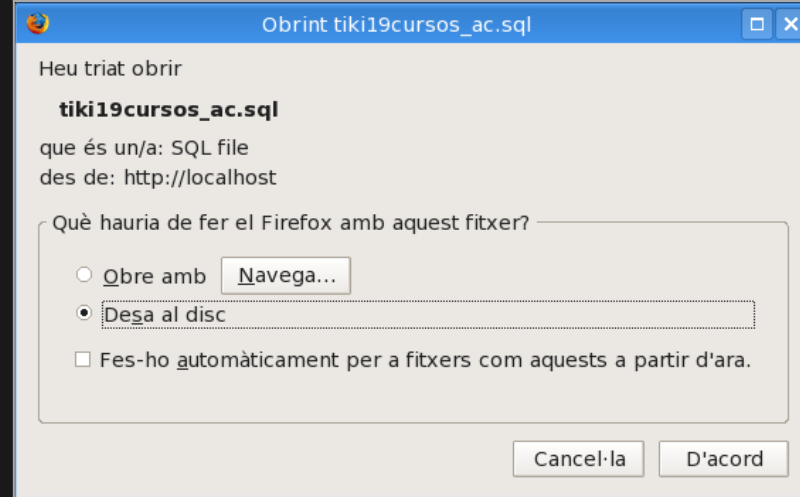 Obrint tiki19cursos_ac.sql
Heu triat obrir
tiki19cursos_ac.sql
que és un/a: SQL file
des de: http://localhost
Què hauria de fer el Firefox amb aquest fitxer?
Obre amb Navega...
Desa al disc
Fes-ho automàticament per a fitxers com aquests a partir d'ara.
Cancel·la D'acord